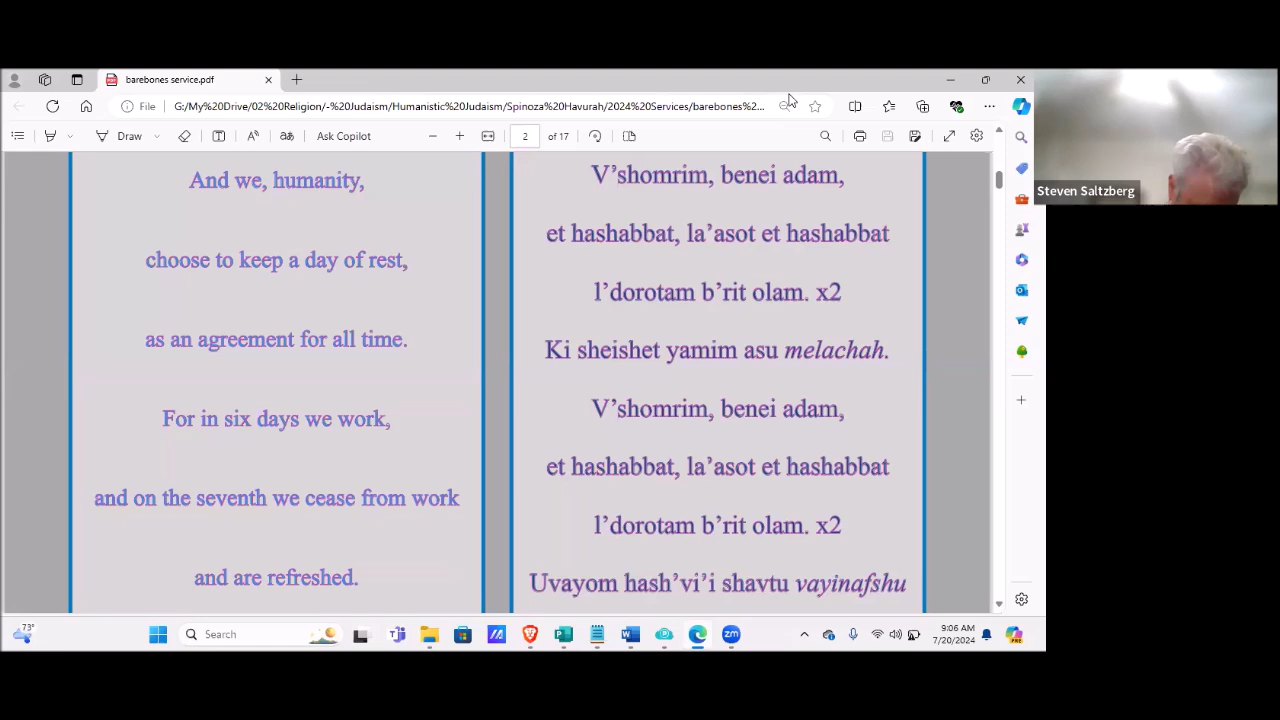 barebones service.pdf
File
G:/My%20Drive/02%20Religion/-%20Judaism/Humanistic%20Judaism/Spinoza%20Havurah/2024%20Services/barebones%2...
Draw
Ask Copilot
2
of 17
Steven Saltzberg
And we, humanity,
choose to keep a day of rest,
as an agreement for all time.
For in six days we work,
and on the seventh we cease from work
and are refreshed.
V’shomrim, benei adam,
et hashabbat, la’asot et hashabbat
l’dorotam b’rit olam. x2
Ki sheishet yamim asu melachah.
V’shomrim, benei adam,
et hashabbat, la’asot et hashabbat
l’dorotam b’rit olam. x2
Uvayom hash’vi’i shavtu vayinafshu
73°
Search
zm
9:06 AM
7/20/2024